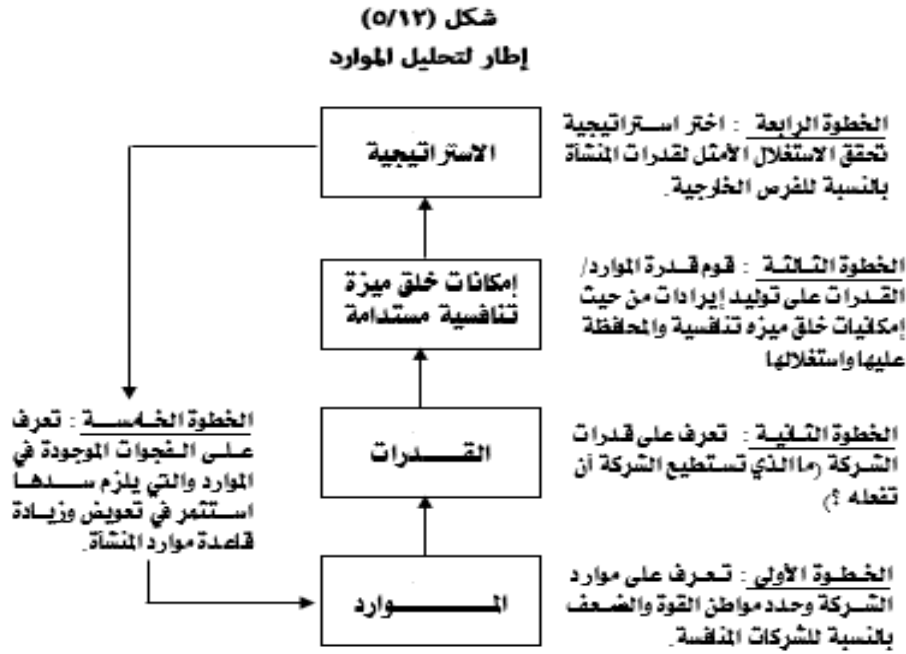 شكل (٥/١٢)
إطار لتحليل الموارد
الاستراتيجية
الخطوة الرابعة : اختر استراتيجية
تحقق الاستغلال الأمثل لقدرات المنشأة
بالنسبة للفرص الخارجية.
إمكانات خلق ميزة
تنافسية مستدامة
الخطوة الثالثة : قوم قدرة الموارد/
القدرات على توليد إيرادات من حيث
إمكانيات خلق ميزه تنافسية والمحافظة
عليها واستغلالها
القدرات
الخطوة الثانية : تعرف على قدرات
الشركة (ما الذي تستطيع الشركة أن
تفعله ؟)
الخطوة الخامسة : تعرف
على الفجوات الموجودة في
الموارد والتي يلزم سدها
استثمر في تعويض وزيادة
قاعدة موارد المنشأة.
الموارد
الخطوة الأولي : تعرف على موارد
الشركة وحدد مواطن القوة والضعف
بالنسبة للشركات المنافسة.